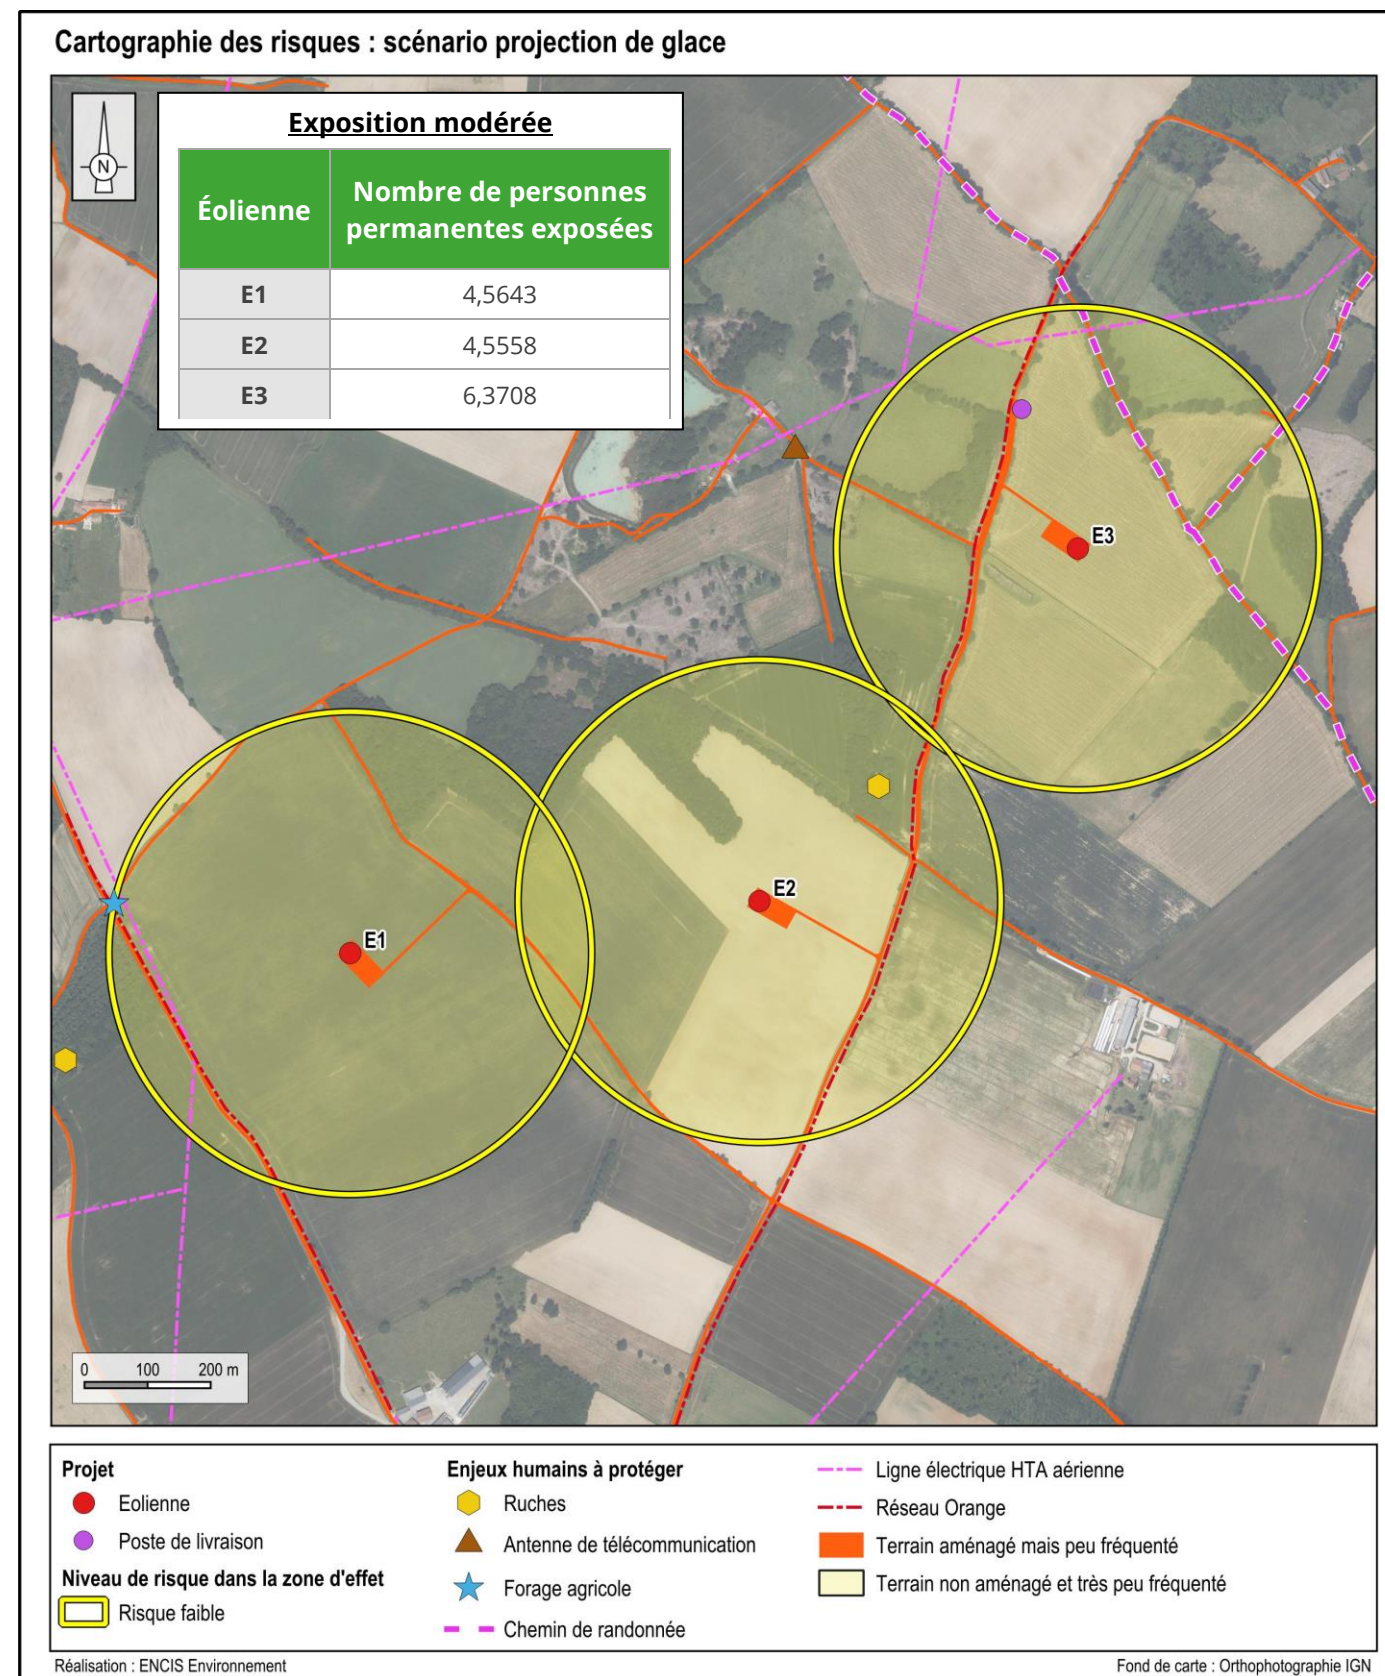 Cartographie des risques : scénario projection de glace
N
Exposition modérée
Éolienne
Nombre de personnes
permanentes exposées
E1
4,5643
E2
4,5558
E3
6,3708
E3
E2
E1
0 100 200 m
Projet
Eolienne
Poste de livraison
Niveau de risque dans la zone d'effet
Risque faible
Enjeux humains à protéger
Ruches
Antenne de télécommunication
Forage agricole
Chemin de randonnée
Ligne électrique HTA aérienne
Réseau Orange
Terrain aménagé mais peu fréquenté
Terrain non aménagé et très peu fréquenté
Réalisation : ENCIS Environnement
Fond de carte : Orthophotographie IGN